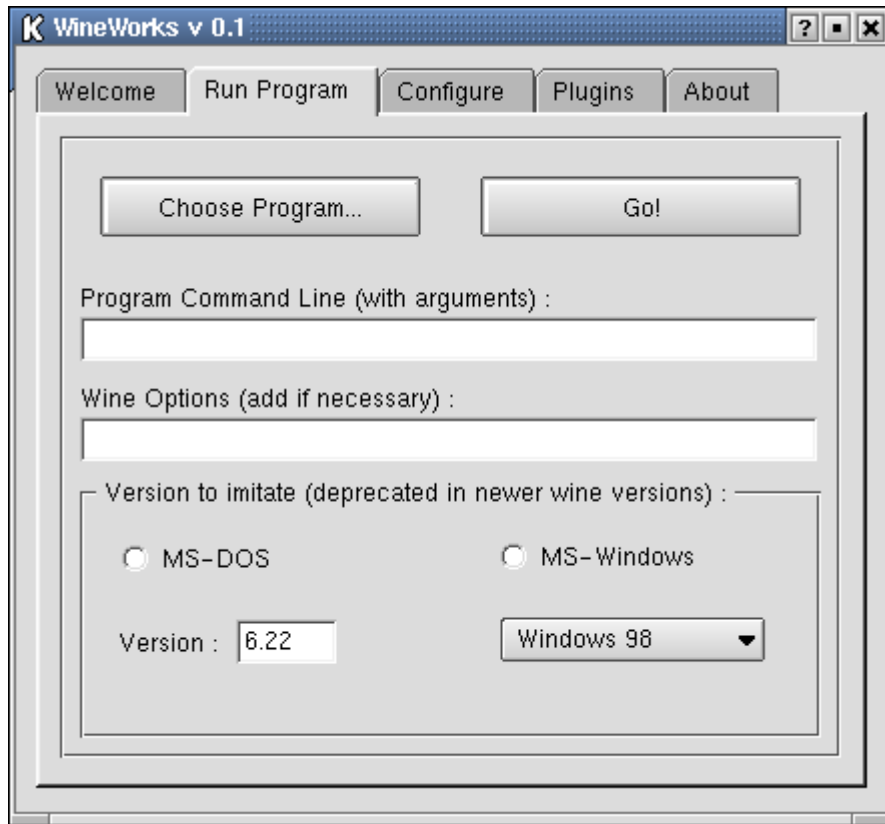 K WineWorks v 0.1 ?
Welcome Run Program Configure Plugins About
Choose Program... Go!
Program Command Line (with arguments) :
Wine Options (add if necessary) :
Version to imitate (deprecated in newer wine versions) :
MS-DOS MS-Windows
Version : 6.22 Windows 98